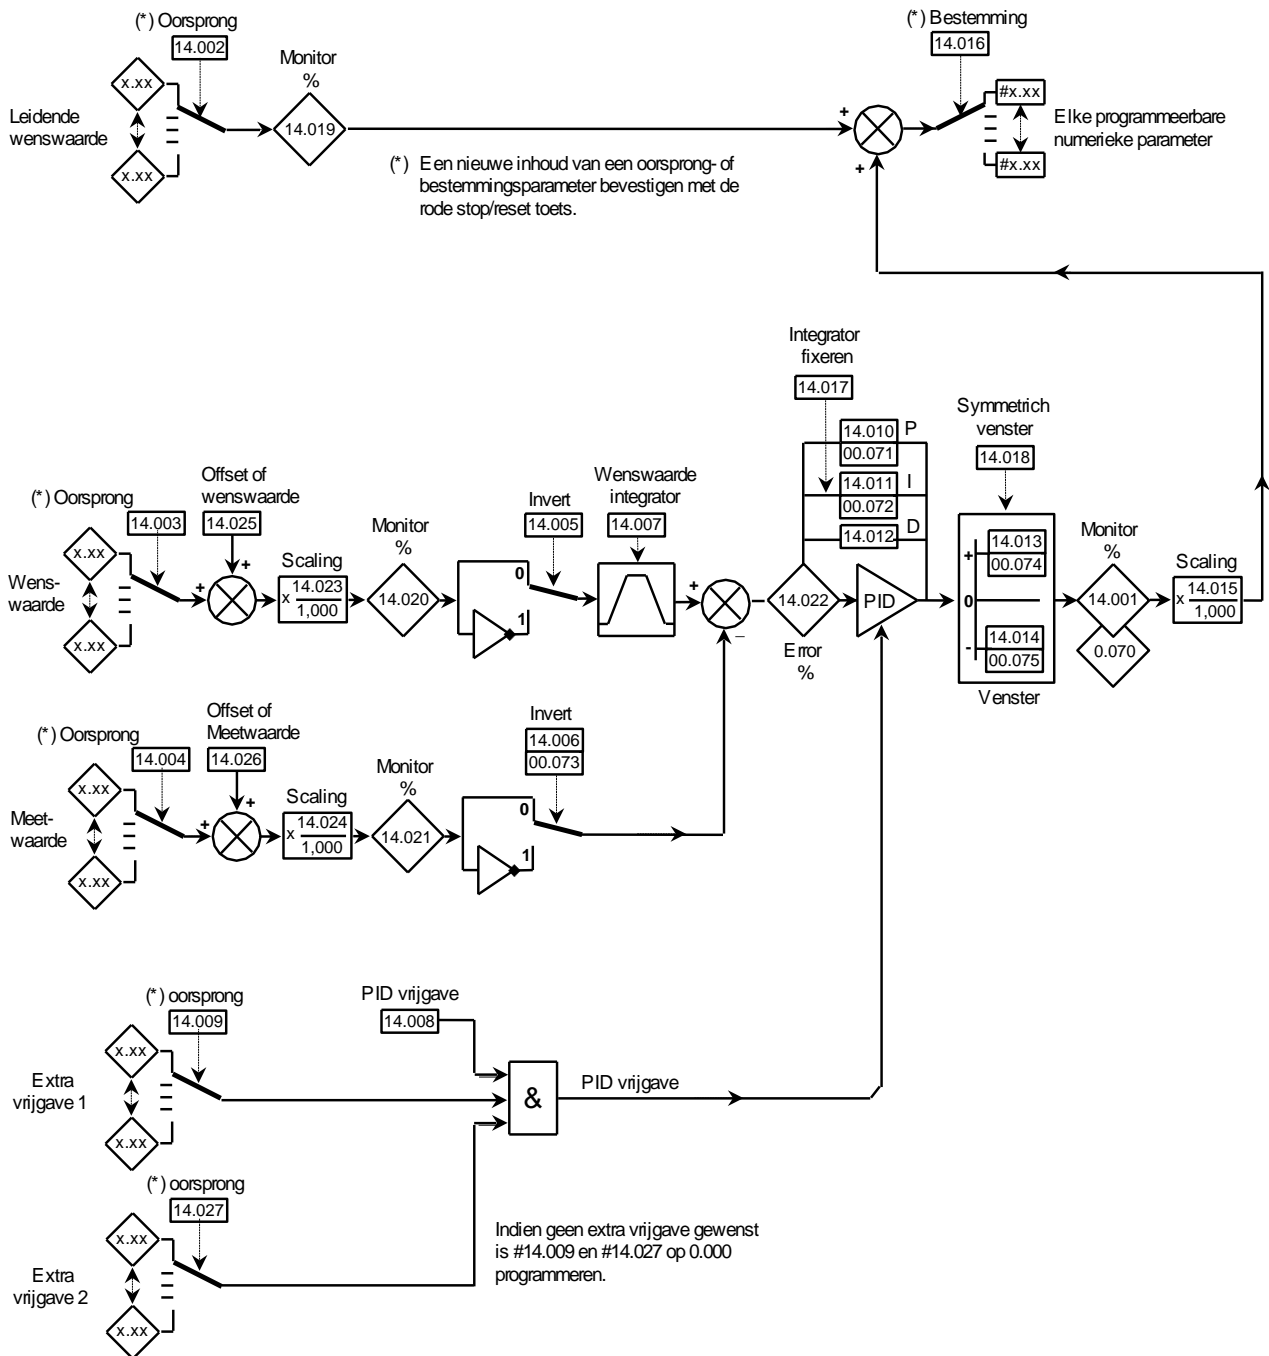 (*) Oorsprong
14.002
Monitor
%
x.xx
Leidende
wenswaarde
x.xx
14.019
(*) Een nieuwe inhoud van een oorsprong- of
bestemmingsparameter bevestigen met de
rode stop/reset toets.
+
+
(*) Bestemming
14.016
#x.xx
#x.xx
Elke programmeerbare
numerieke parameter
Integrator
fixeren
14.017
14.010
00.071
P
14.011
00.072
I
14.012
D
Symmetrich
venster
14.018
(*) Oorsprong
14.003
Offset of
wenswaarde
14.025
x.xx
Wens-
waarde
x.xx
+
+
Scaling
x 14.023
1,000
Monitor
%
14.020
Invert
14.005
0
1
Wenswaarde
integrator
14.007
+
–
14.022
Error
%
PID
+
14.013
00.074
0
-
14.014
00.075
Venster
Monitor
%
14.001
0.070
Scaling
x 14.015
1,000
(*) Oorsprong
14.004
Offset of
Meetwaarde
14.026
x.xx
Meet-
waarde
x.xx
+
+
Scaling
x 14.024
1,000
Monitor
%
14.021
Invert
14.006
00.073
0
1
(*) oorsprong
14.009
x.xx
Extra
vrijgave 1
x.xx
PID vrijgave
14.008
&
PID vrijgave
(*) oorsprong
14.027
x.xx
Extra
vrijgave 2
x.xx
Indien geen extra vrijgave gewenst
is #14.009 en #14.027 op 0.000
programmeren.